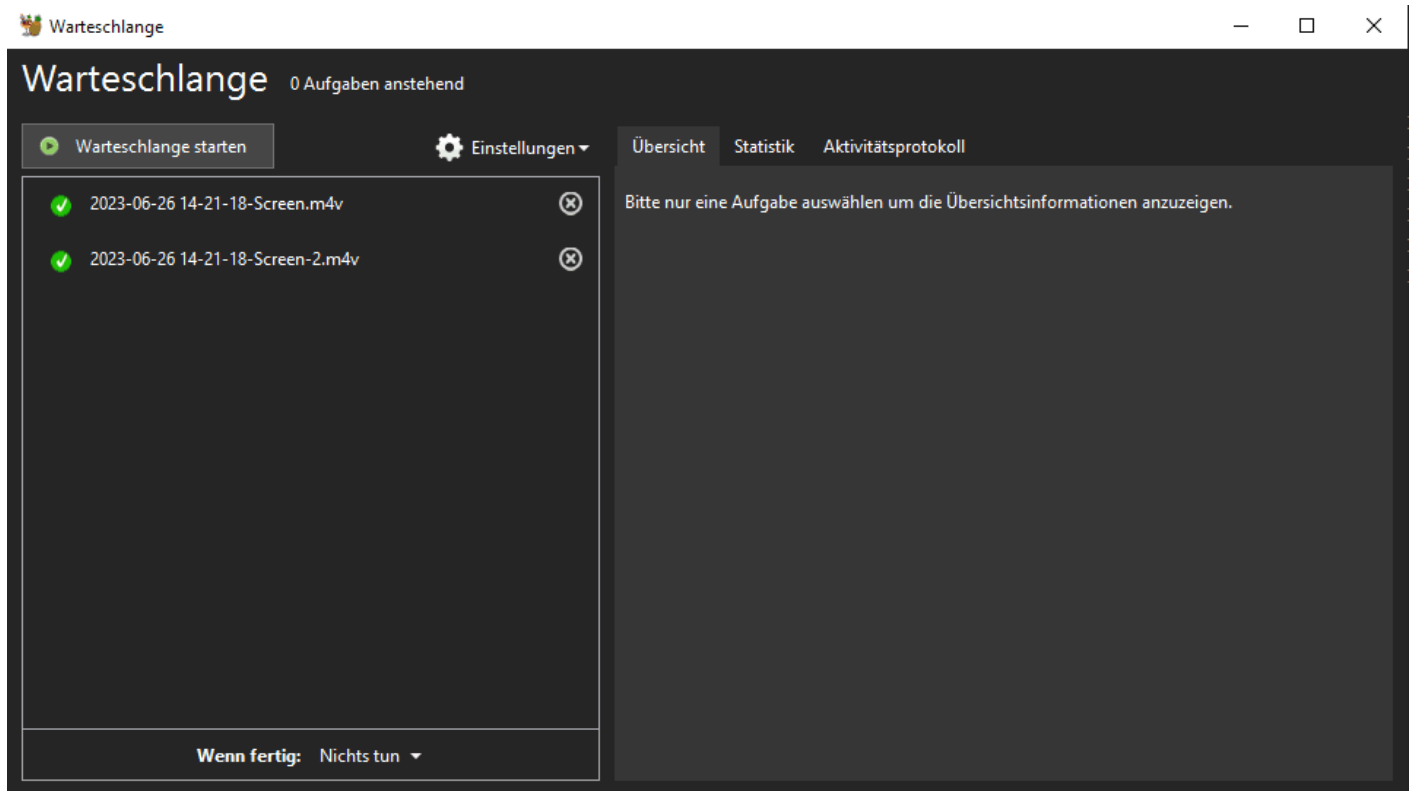 Warteschlange
Warteschlange 0 Aufgaben anstehend
Warteschlange starten
Einstellungen
2023-06-26 14-21-18-Screen.m4v
2023-06-26 14-21-18-Screen-2.m4v
Wenn fertig: Nichts tun
Übersicht Statistik Aktivitätsprotokoll
Bitte nur eine Aufgabe auswählen um die Übersichtsinformationen anzuzeigen.